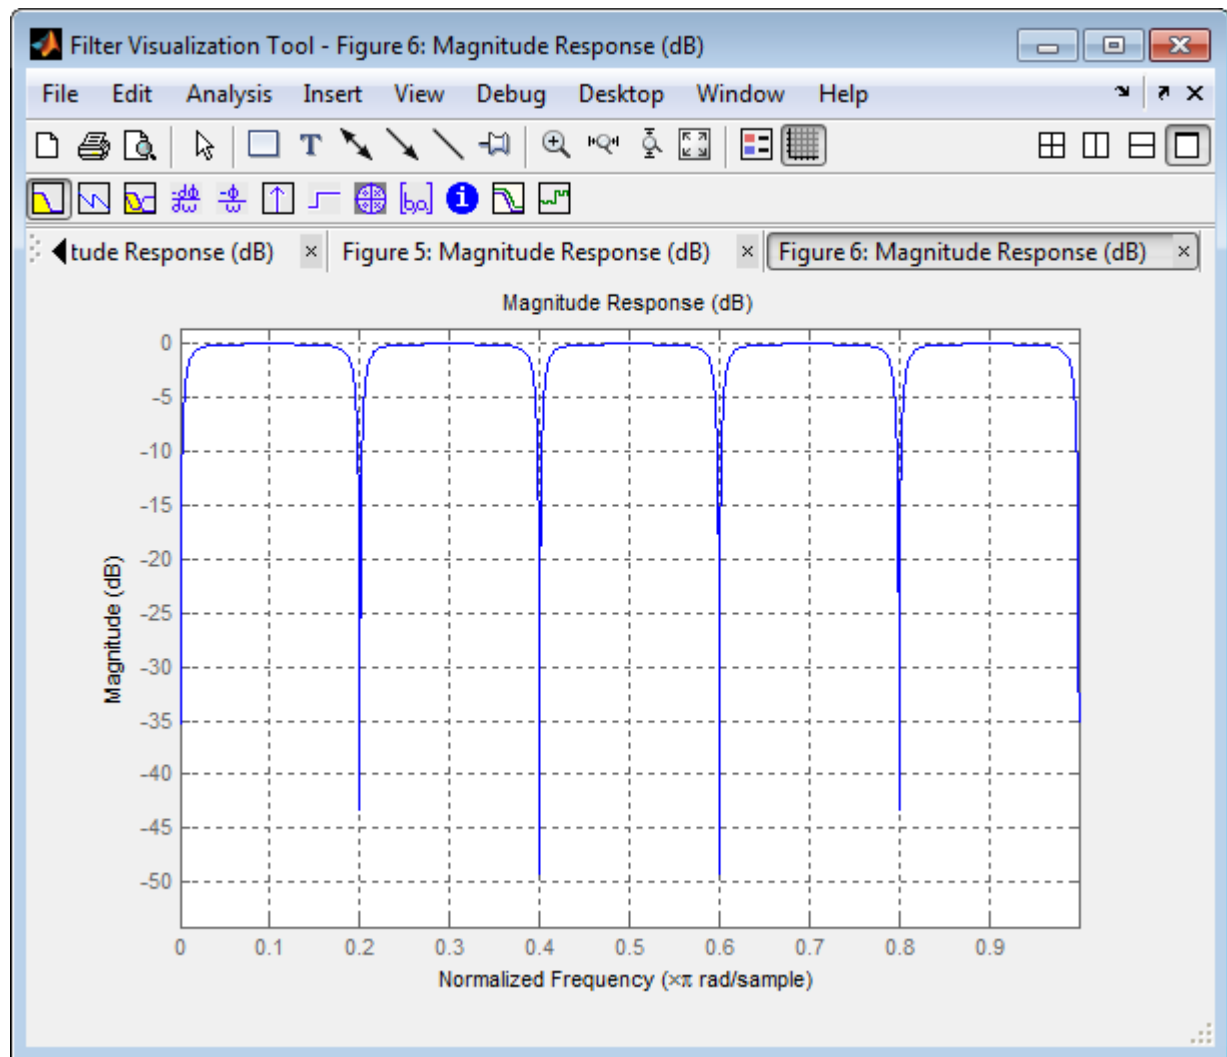 Filter Visualization Tool - Figure 6: Magnitude Response (dB)
File Edit Analysis Insert View Debug Desktop Window Help
T
tude Response (dB) Figure 5: Magnitude Response (dB) Figure 6: Magnitude Response (dB)
Magnitude Response (dB)
0
-5
-10
-15
-20
-25
-30
-35
-40
-45
-50
Magnitude (dB)
0 0.1 0.2 0.3 0.4 0.5 0.6 0.7 0.8 0.9
Normalized Frequency (×π rad/sample)